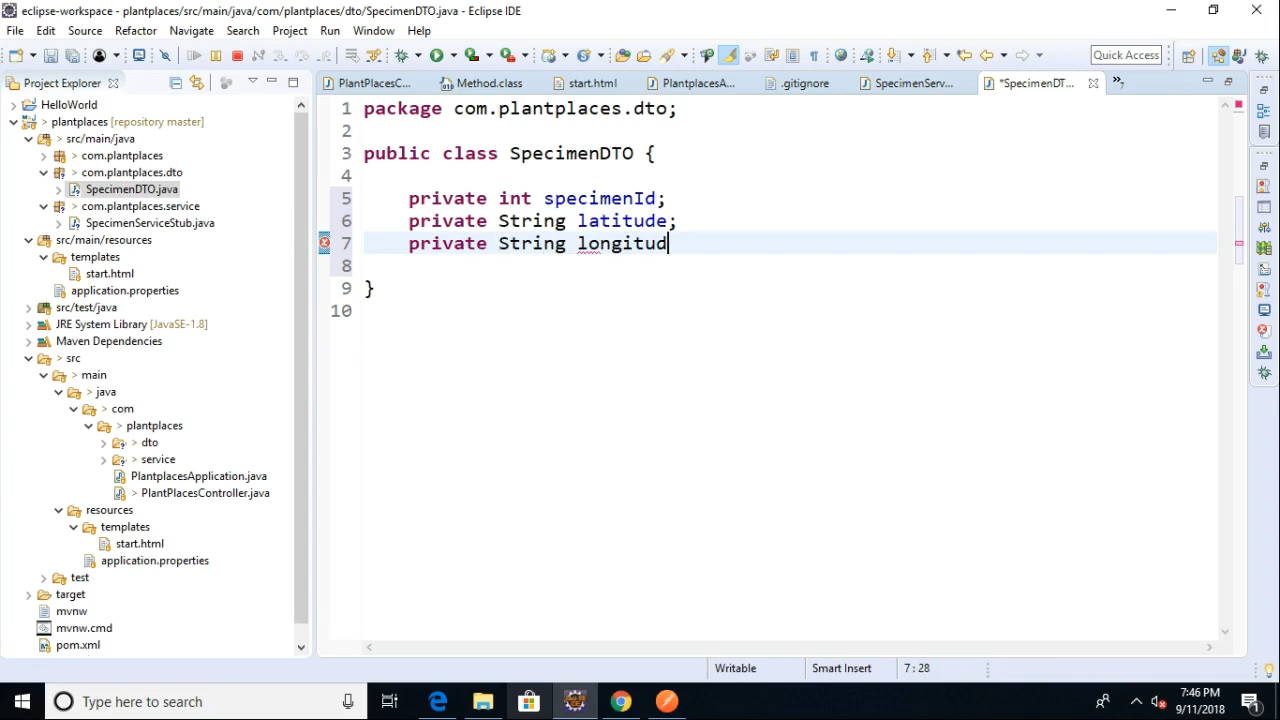 eclipse-workspace - plantplaces/src/main/java/com/plantplaces/dto/SpecimenDTO.java - Eclipse IDE
File Edit Source Refactor Navigate Search Project Run Window Help
Quick Access
Project Explorer
PlantPlacesC...
Method.class
start.html
PlantplacesA...
.gitignore
SpecimenServ...
*SpecimenDT...
»7
HelloWorld
> plantplaces [repository master]
> src/main/java
> com.plantplaces
> com.plantplaces.dto
SpecimenDTO.java
> com.plantplaces.service
SpecimenServiceStub.java
src/main/resources
templates
start.html
application.properties
src/test/java
JRE System Library [JavaSE-1.8]
Maven Dependencies
> src
> main
> java
> com
> plantplaces
> dto
> service
PlantplacesApplication.java
> PlantPlacesController.java
resources
templates
start.html
application.properties
test
target
mvnw
mvnw.cmd
pom.xml
1 package com.plantplaces.dto;
2
3 public class SpecimenDTO {
4
5 private int specimenId;
6 private String latitude;
7 private String longitud
8
9 }
10
Writable Smart Insert 7 : 28
Type here to search
7:46 PM
9/11/2018
1